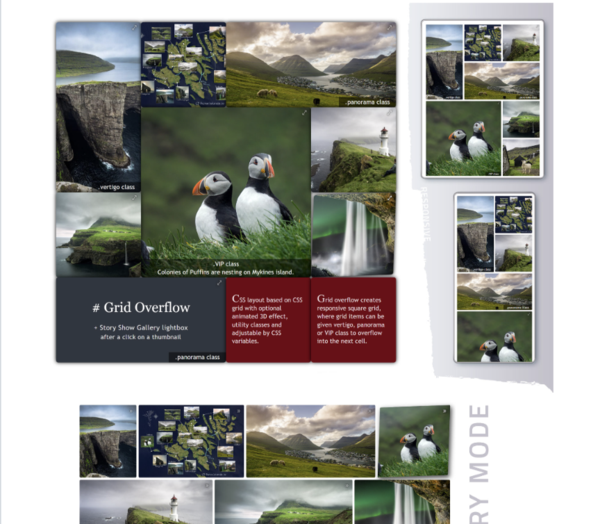 .panorama class
.vertigo class
.VIP class
Colonies of Puffins are nesting on Mykines Island.
# Grid Overflow
+ Story Show Gallery lightbox
after a click on a thumbnail
.panorama class
CSS layout based on CSS
grid with optional
animated 3D effect,
utility classes and
adjustable by CSS
variables.
Grid overflow creates
responsive square grid,
where grid items can be
given vertigo, panorama
or VIP class to overflow
into the next cell.
RY MODE